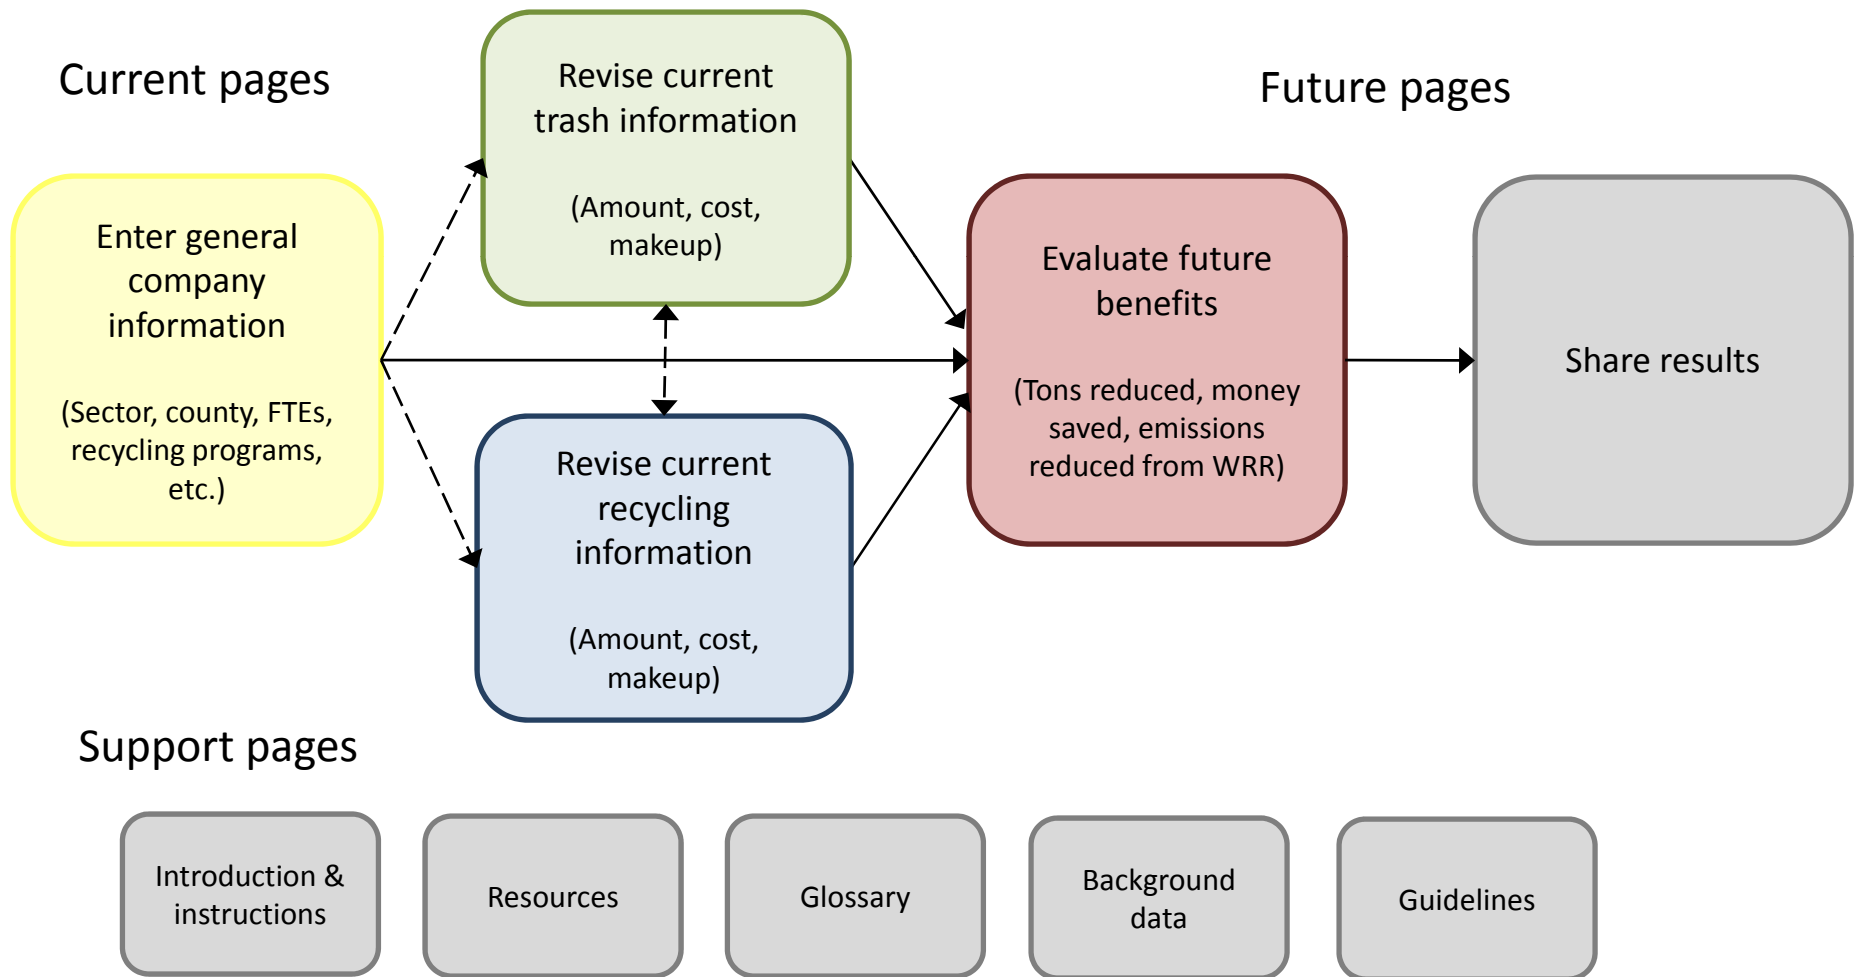 Current pages
Future pages
Enter general
company
information
(Sector, county, FTEs,
recycling programs,
etc.)
Revise current
trash information
(Amount, cost,
makeup)
Revise current
recycling
information
(Amount, cost,
makeup)
Evaluate future
benefits
(Tons reduced, money
saved, emissions
reduced from WRR)
Share results
Support pages
Introduction &
instructions
Resources
Glossary
Background
data
Guidelines